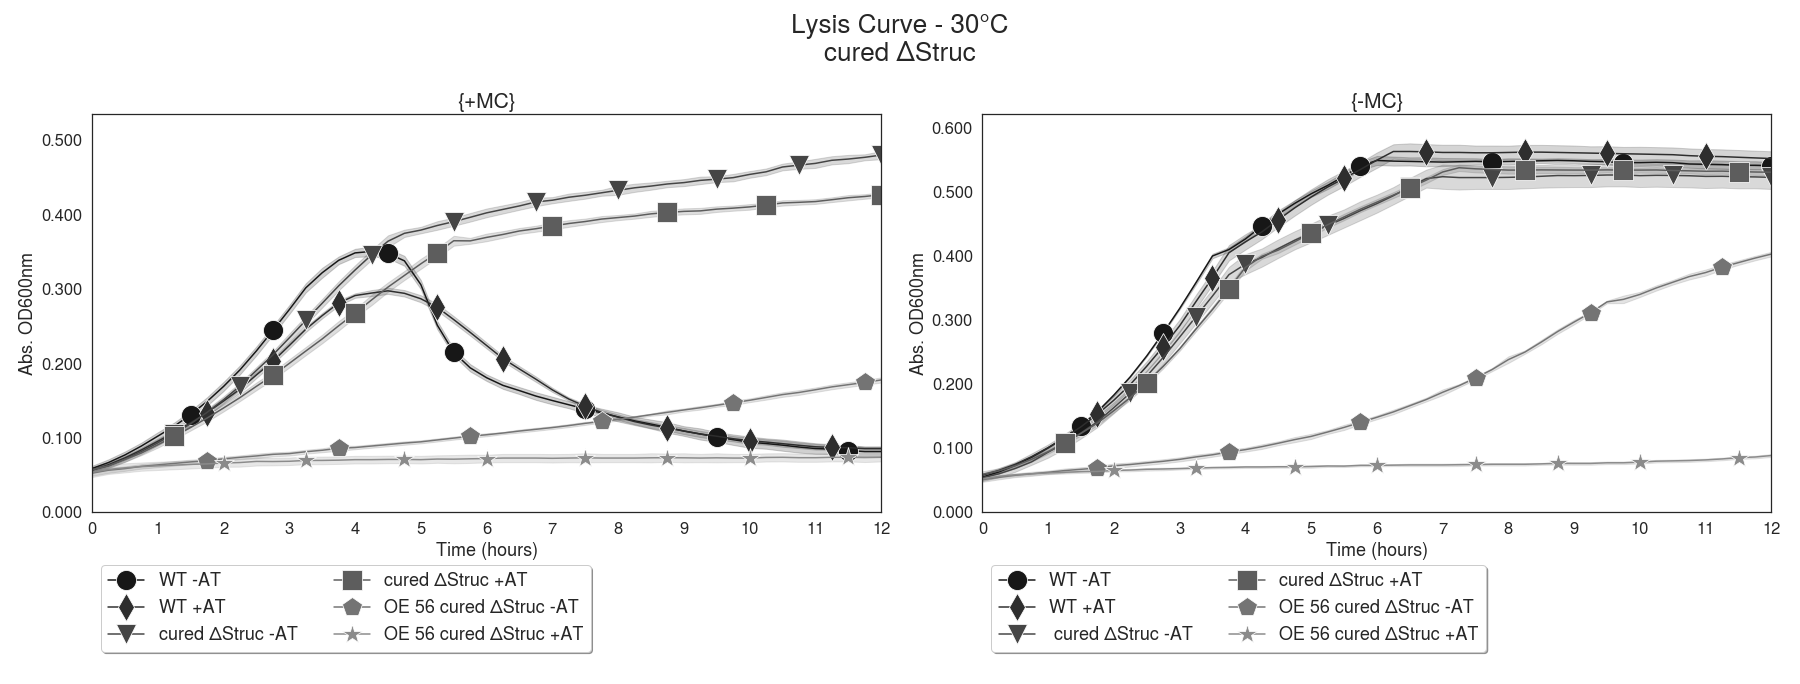 Lysis Curve - 30°C
cured ΔStruc
{+MC}
Abs. OD600nm
0.500
0.400
0.300
0.200
0.100
0.000
0 1 2 3 4 5 6 7 8 9 10 11 12
Time (hours)
WT -AT
WT +AT
cured ΔStruc -AT
cured ΔStruc +AT
OE 56 cured ΔStruc -AT
OE 56 cured ΔStruc +AT
{-MC}
Abs. OD600nm
0.600
0.500
0.400
0.300
0.200
0.100
0.000
0 1 2 3 4 5 6 7 8 9 10 11 12
Time (hours)
WT -AT
WT +AT
cured ΔStruc -AT
cured ΔStruc +AT
OE 56 cured ΔStruc -AT
OE 56 cured ΔStruc +AT